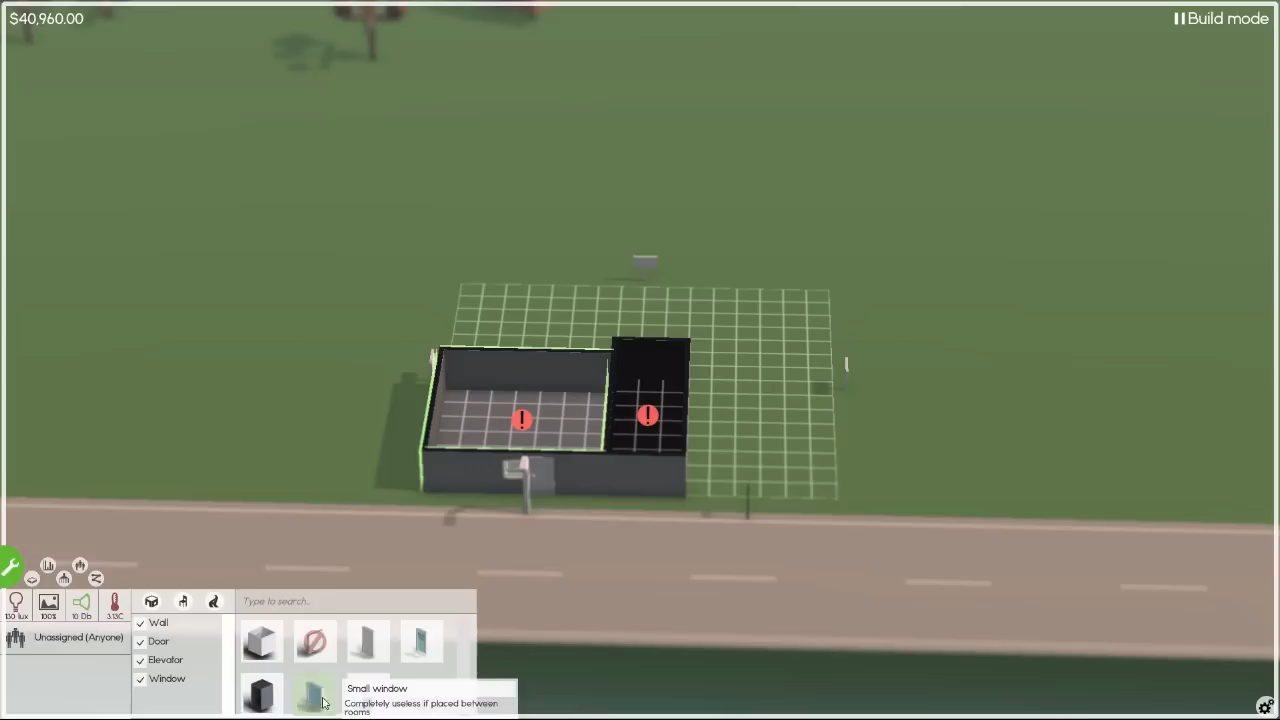 $40,960.00
Build mode
130 lux
100%
10 Db
3.13C
Type to search..
Unassigned (Anyone)
Wall
Door
Elevator
Window
Small window
Completely useless if placed between
rooms